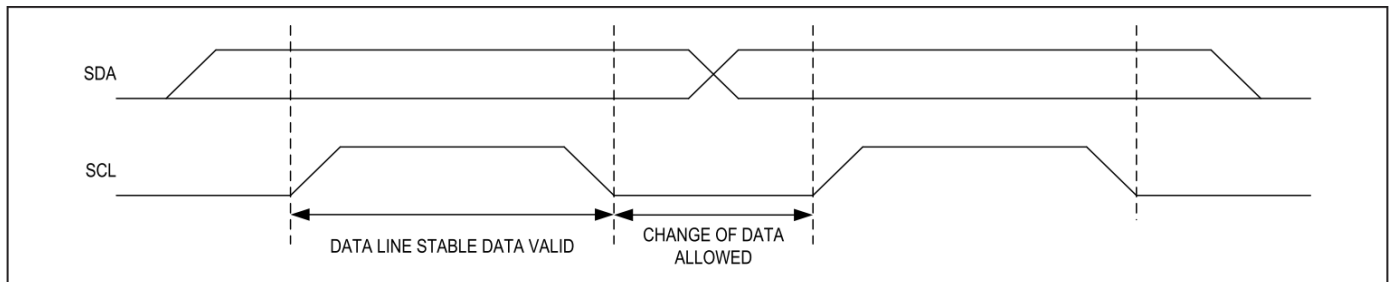 SDA
SCL
DATA LINE STABLE DATA VALID
CHANGE OF DATA
ALLOWED